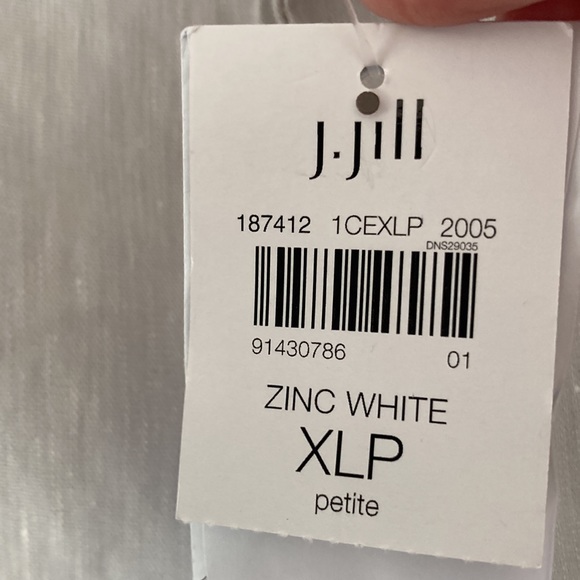 j.jill
187412 1CEXLP 2005
DNS29035
91430786 01
ZINC WHITE
XLP
petite